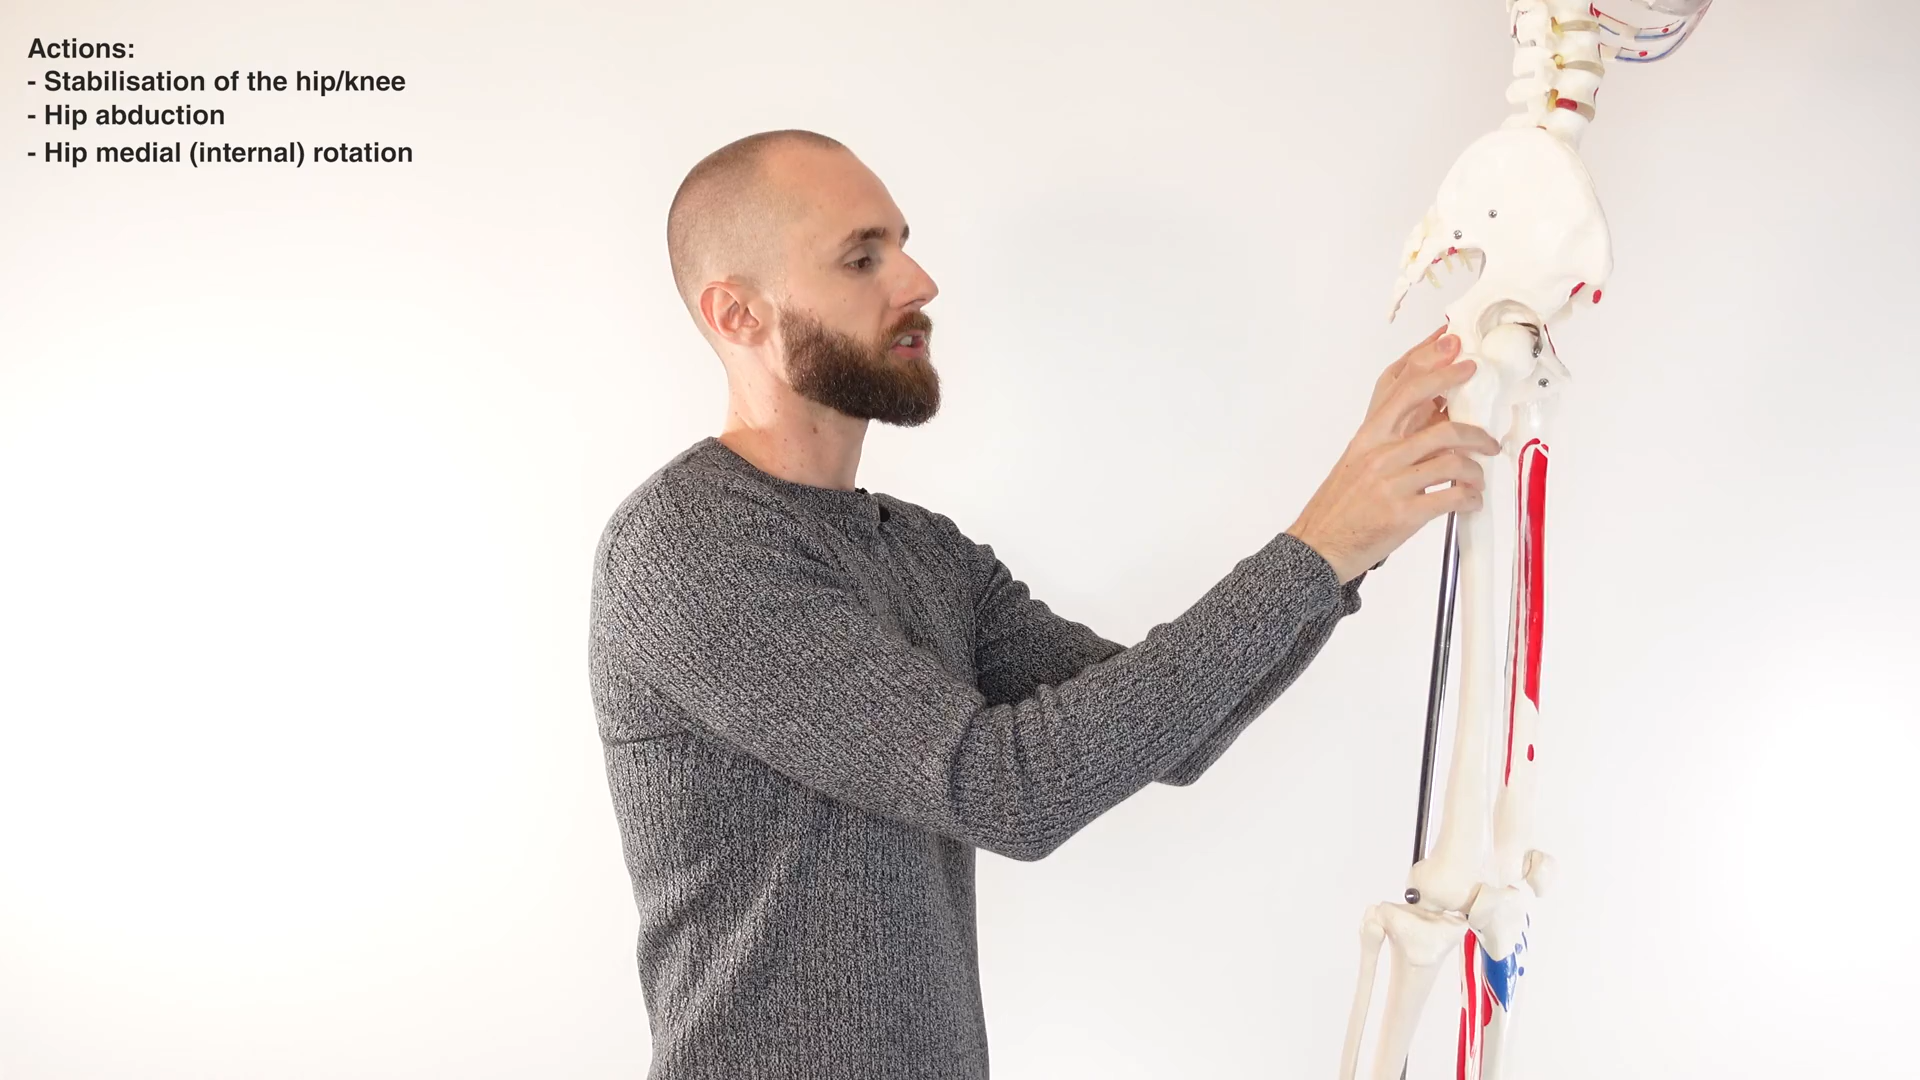 Actions:
- Stabilisation of the hip/knee
- Hip abduction
- Hip medial (internal) rotation